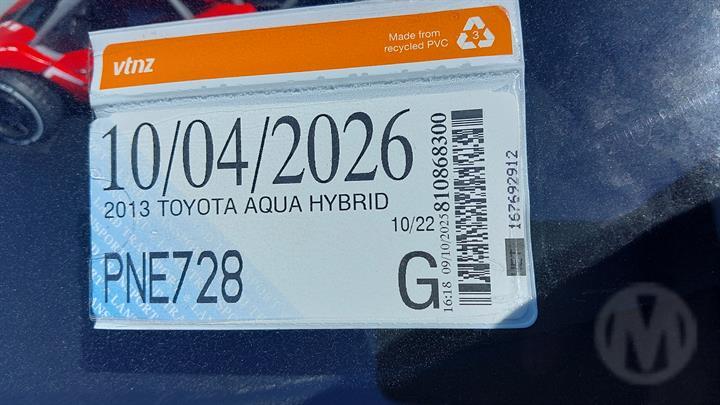 vtnz
Made from
recycled PVC
3
10/04/2026
2013 TOYOTA AQUA HYBRID
10/22
PNE728
G
16:18 09/10/2025
810868300
167692912
M